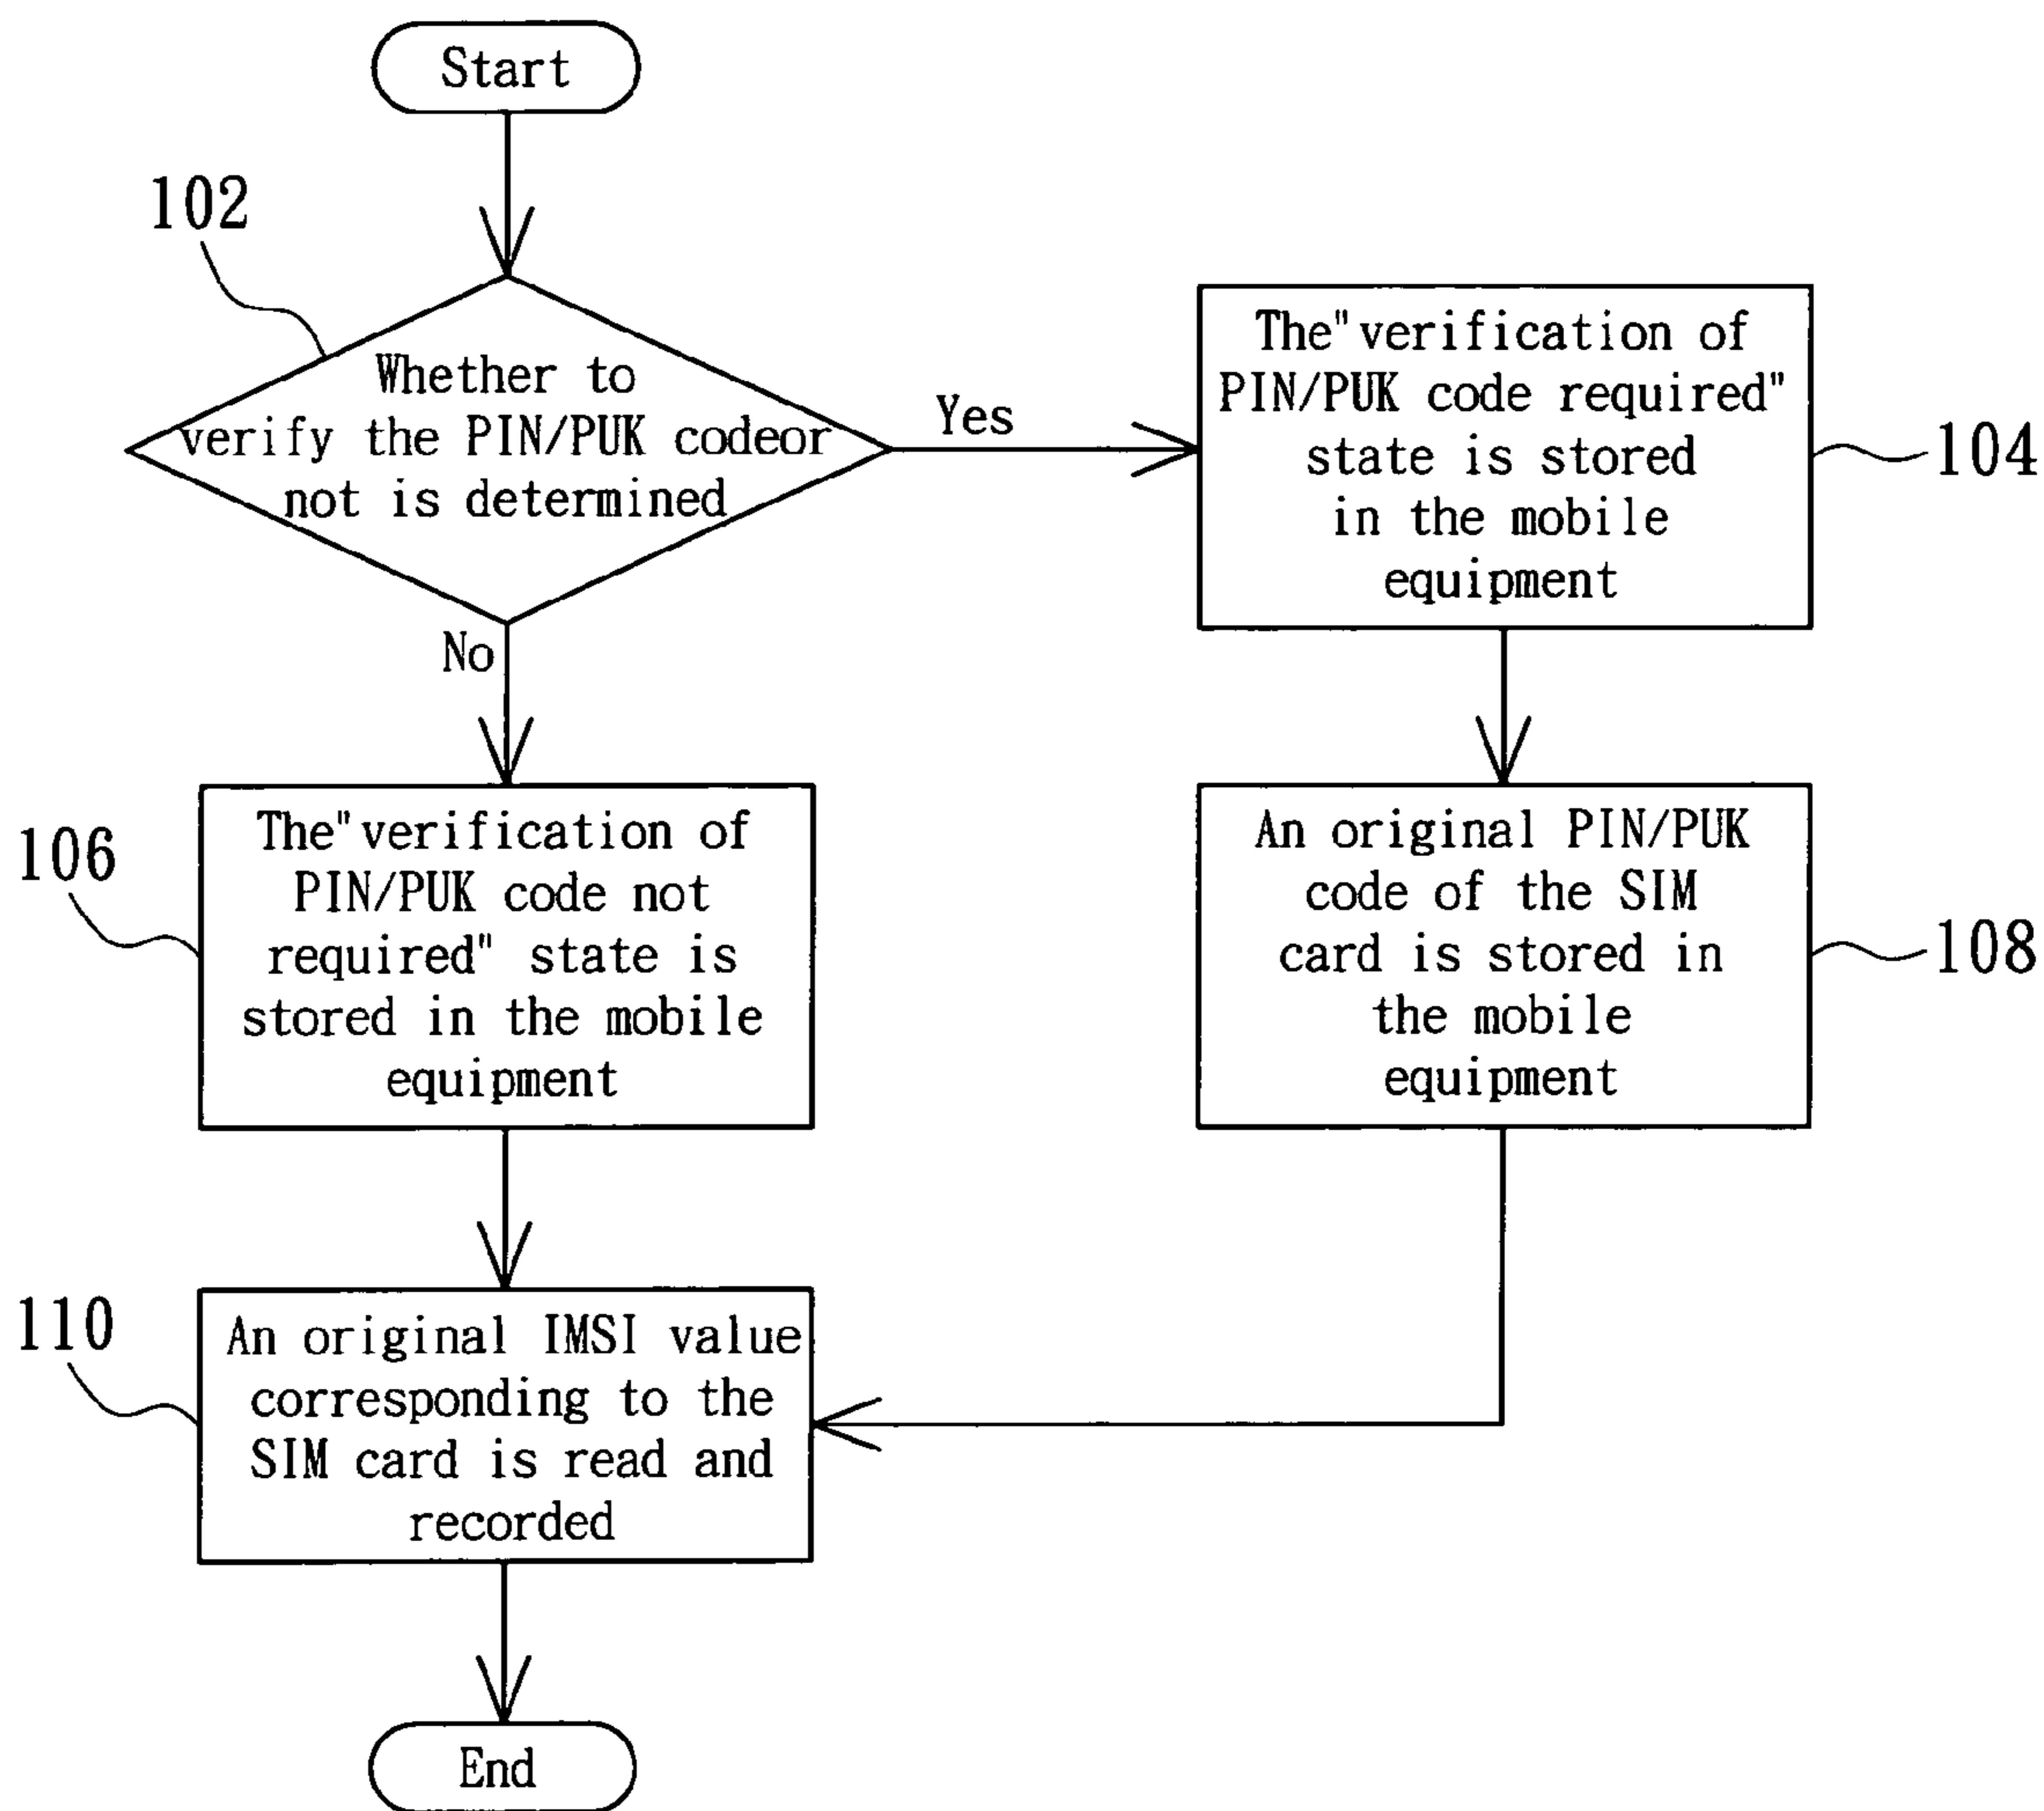 Start
102
Whether to
verify the PIN/PUK codeor
not is determined
Yes
The"verification of
PIN/PUK code required"
state is stored
in the mobile
equipment
104
No
106
The"verification of
PIN/PUK code not
required" state is
stored in the mobile
equipment
An original PIN/PUK
code of the SIM
card is stored in
the mobile
equipment
108
110
An original IMSI value
corresponding to the
SIM card is read and
recorded
End